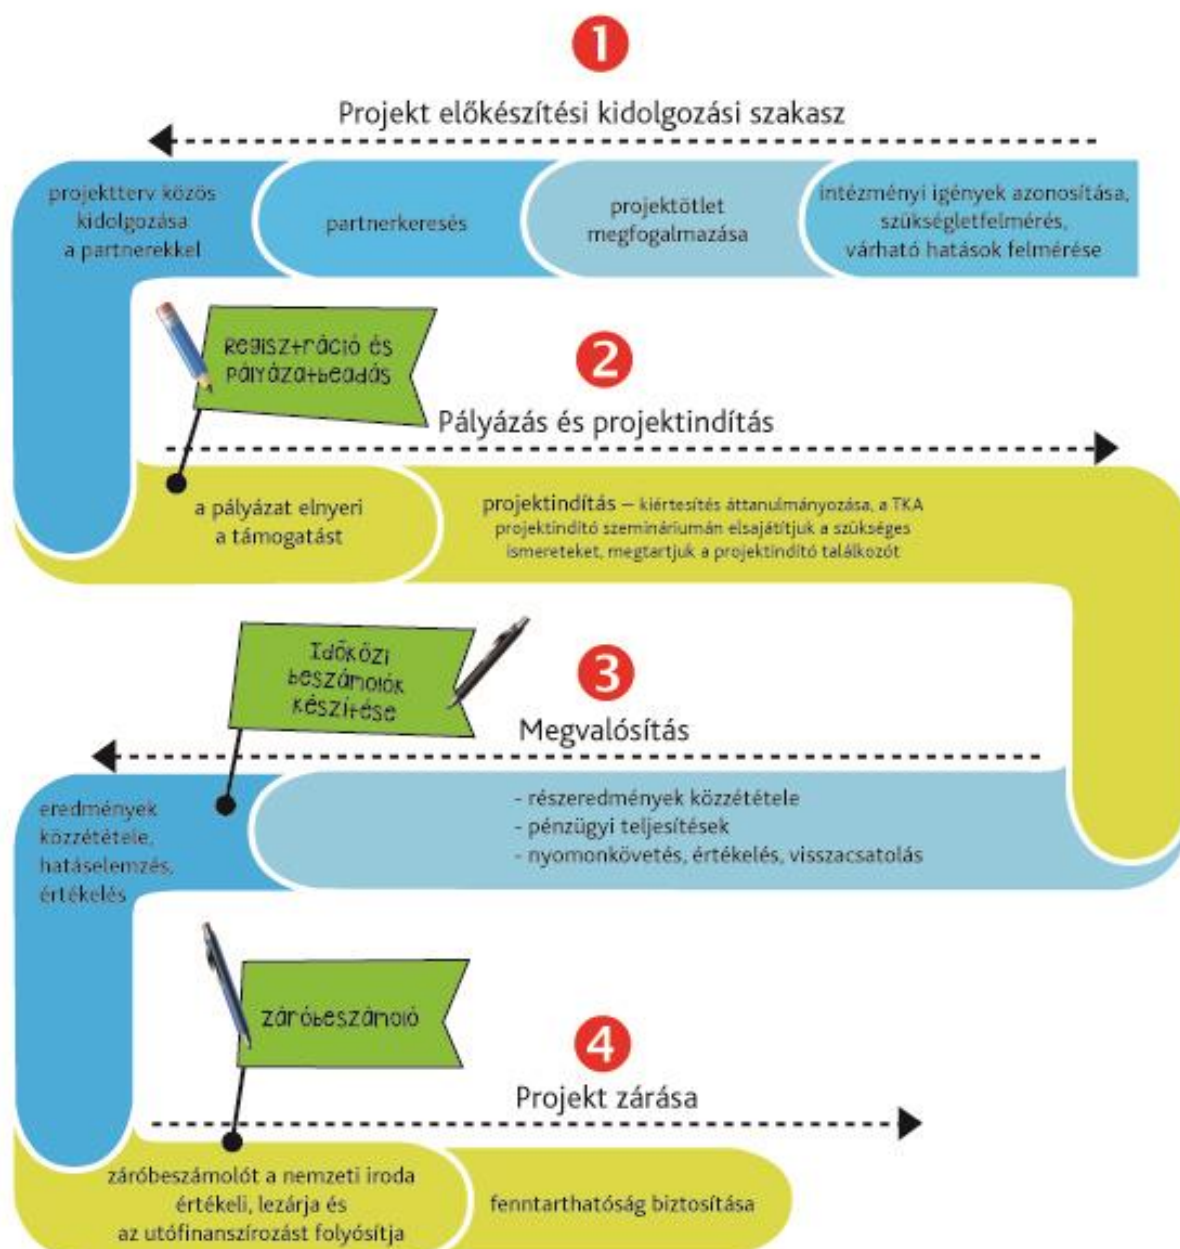 1
Projekt előkészítési kidolgozási szakasz
intézményi igények azonosítása,
szükségletfelmérés,
várható hatások felmérése
projektötlet
megfogalmazása
partnerkeresés
projektterv közös
kidolgozása
a partnerekkel
2
Pályázás és projektindítás
Regisztráció és
pályázatbeadás
a pályázat elnyeri
a támogatást
projektindítás – kiértesítés áttanulmányozása, a TKA
projektindító szemináriumán elsajátítjuk a szükséges
ismereteket, megtartjuk a projektindító találkozót
3
Megvalósítás
- részeredmények közzététele
- pénzügyi teljesítések
- nyomonkövetés, értékelés, visszacsatolás
Időközi
beszámolók
készítése
eredmények
közzététele,
hatáselemzés,
értékelés
4
Projekt zárása
záróbeszámoló
záróbeszámolót a nemzeti iroda
értékeli, lezárja és
az utófinanszírozást folyósítja
fenntarthatóság biztosítása